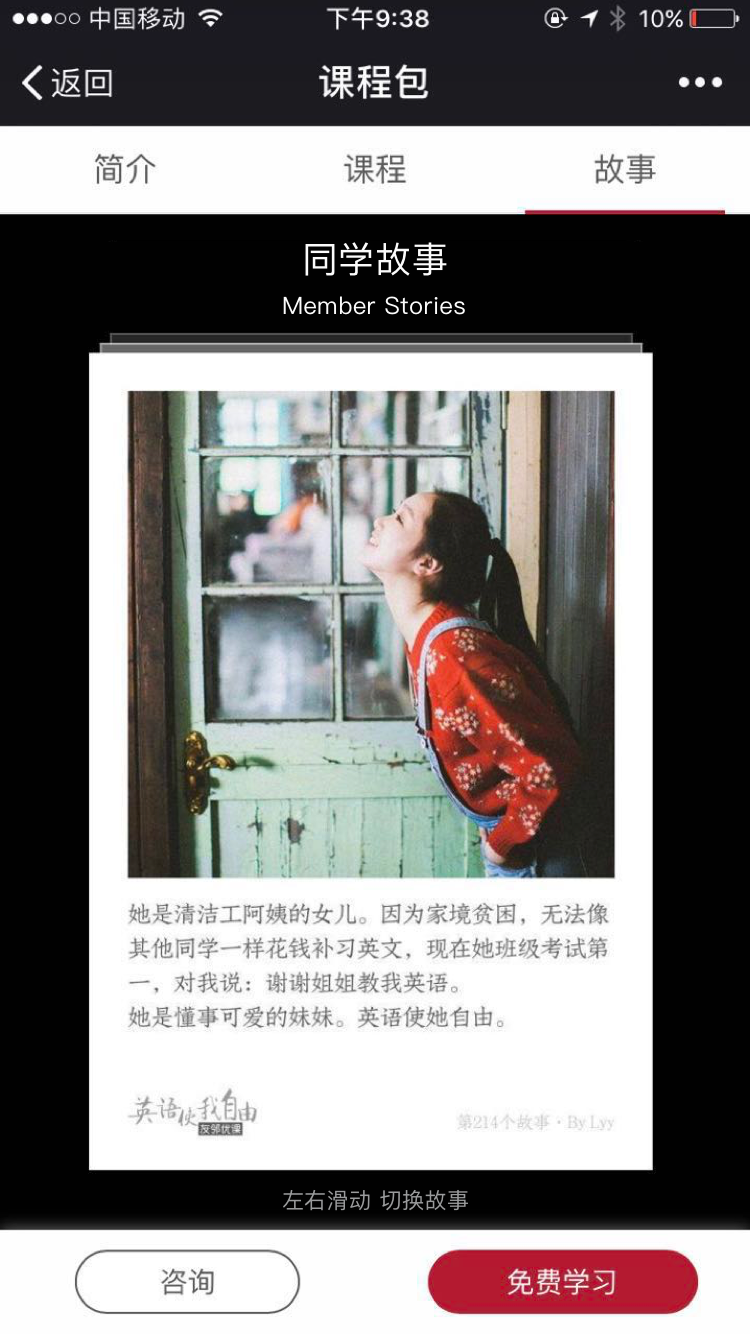 中国移动
下午9:38
10%
返回
课程包
简介
课程
故事
同学故事
Member Stories
她是清洁工阿姨的女儿。因为家境贫困，无法像
其他同学一样花钱补习英文，现在她班级考试第
一，对我说：谢谢姐姐教我英语。
她是懂事可爱的妹妹。英语使她自由。
英语使我自由
友邻优课
第214个故事·By Lyy
左右滑动 切换故事
咨询
免费学习